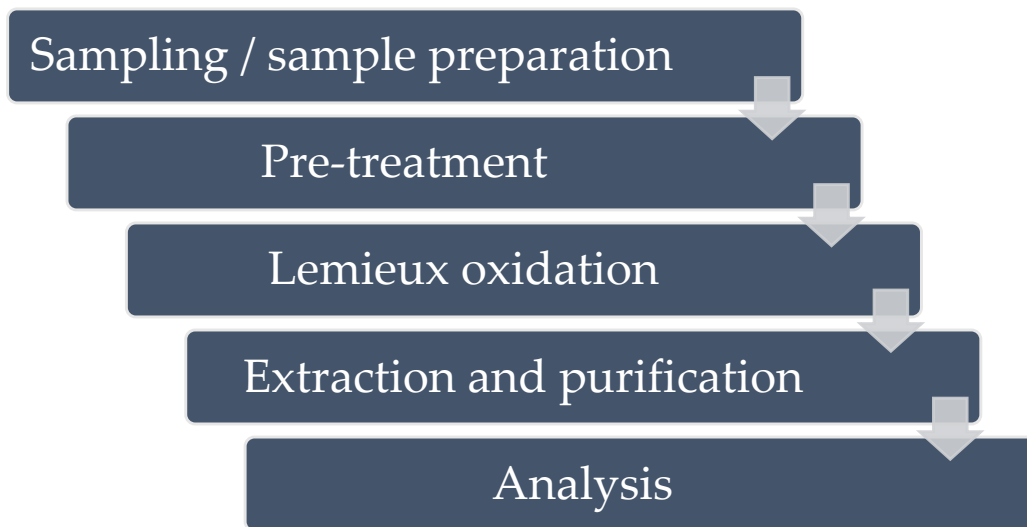 Sampling / sample preparation
Pre-treatment
Lemieux oxidation
Extraction and purification
Analysis